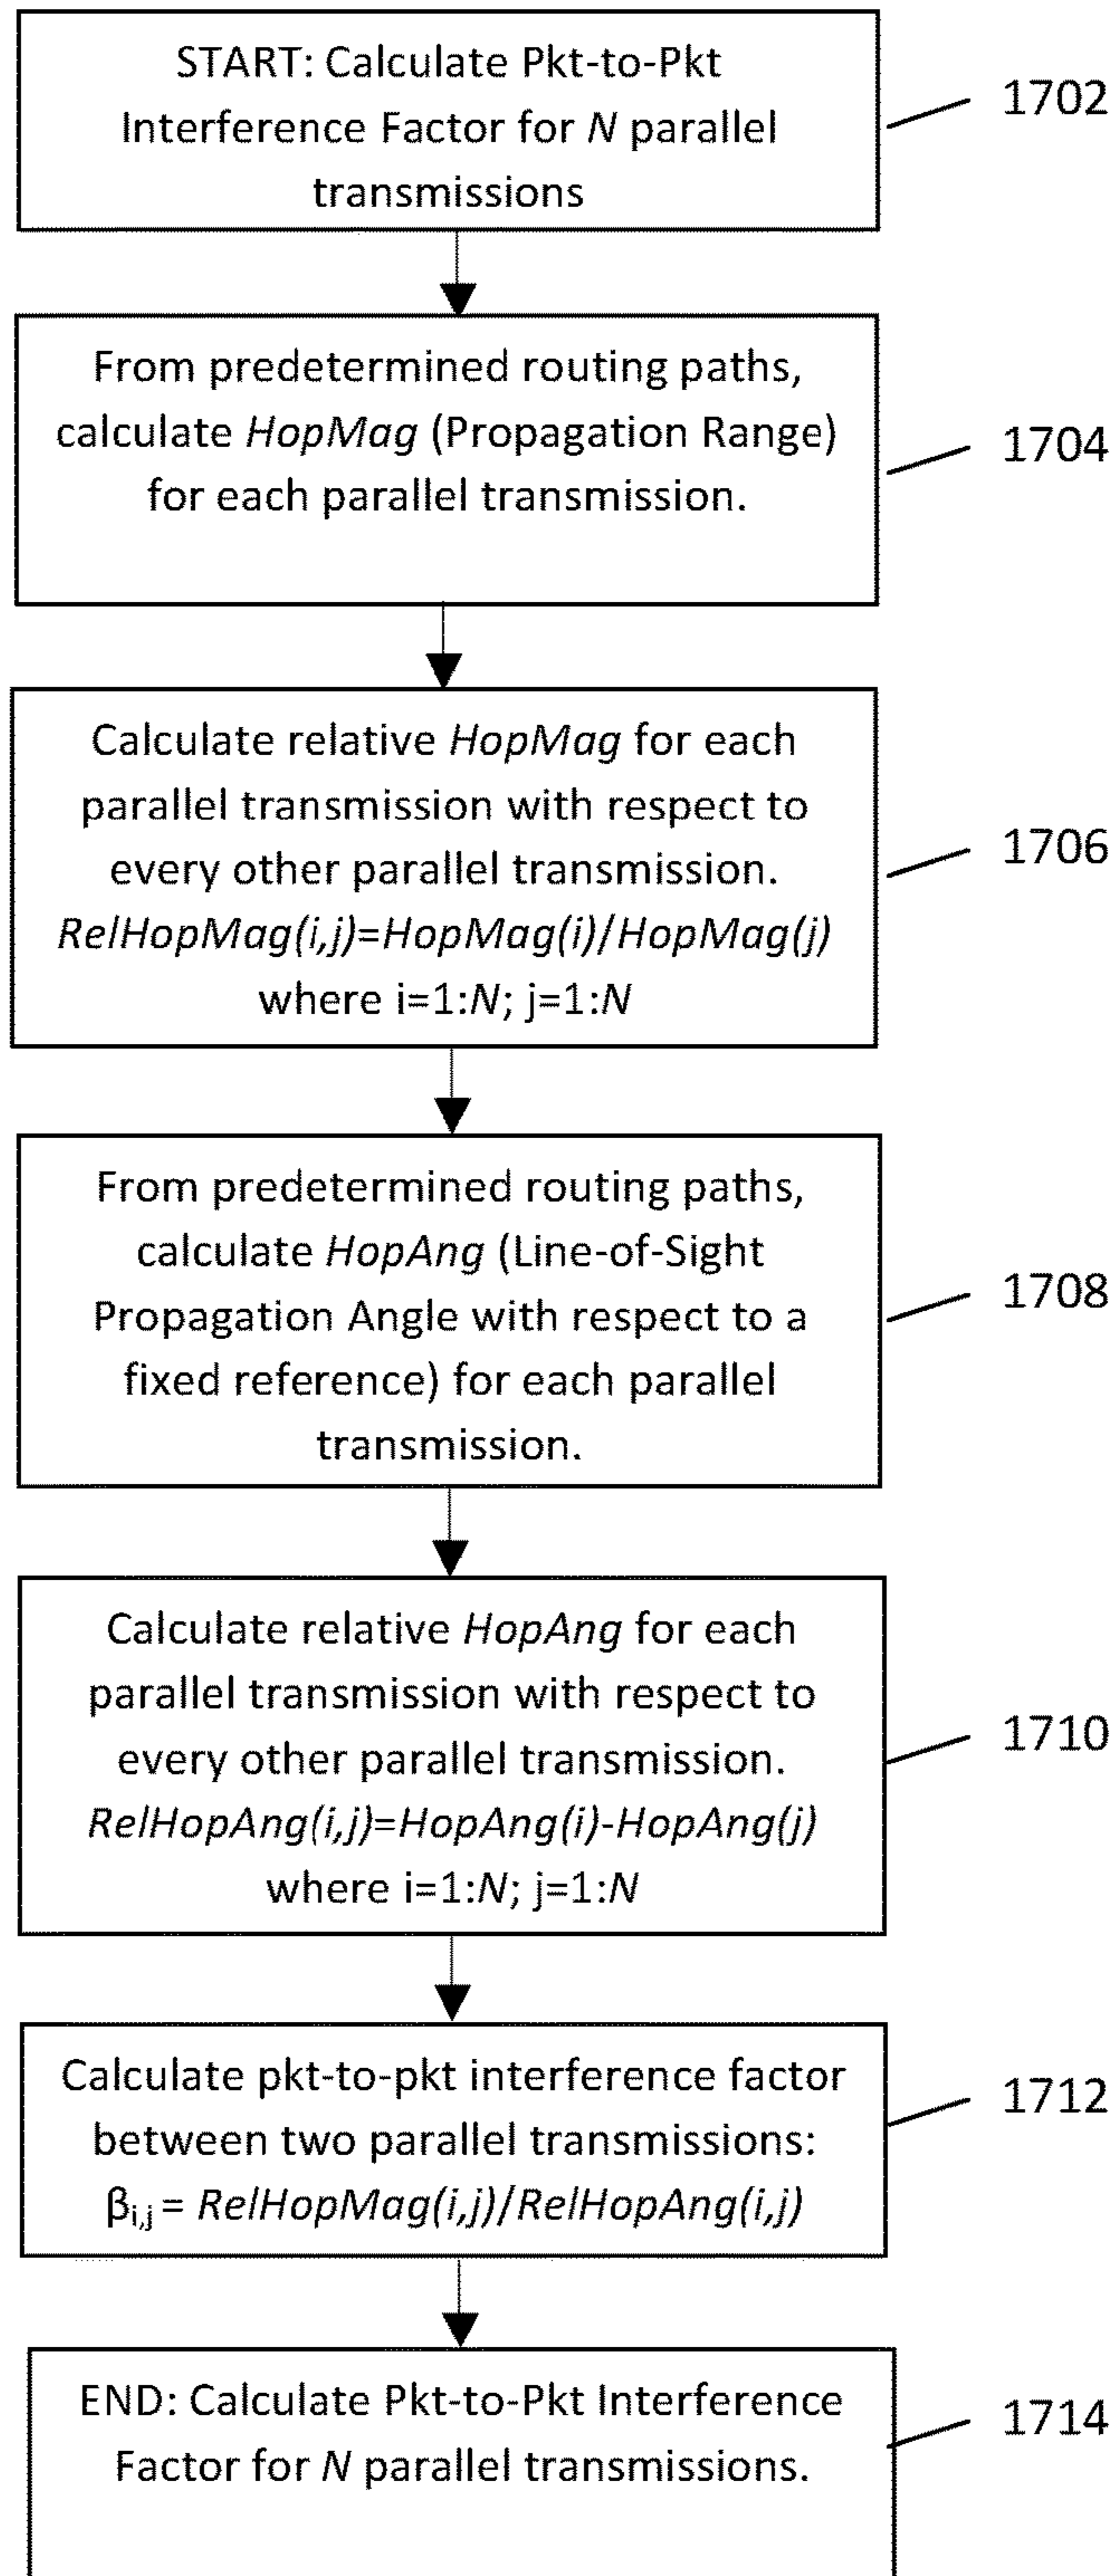 START: Calculate Pkt-to-Pkt
Interference Factor for N parallel
transmissions
1702
From predetermined routing paths,
calculate HopMag (Propagation Range)
for each parallel transmission.
1704
Calculate relative HopMag for each
parallel transmission with respect to
every other parallel transmission.
RelHopMag(i,j)=HopMag(i)/HopMag(j)
where i=1:N; j=1:N
1706
From predetermined routing paths,
calculate HopAng (Line-of-Sight
Propagation Angle with respect to a
fixed reference) for each parallel
transmission.
1708
Calculate relative HopAng for each
parallel transmission with respect to
every other parallel transmission.
RelHopAng(i,j)=HopAng(i)-HopAng(j)
where i=1:N; j=1:N
1710
Calculate pkt-to-pkt interference factor
between two parallel transmissions:
βi,j = RelHopMag(i,j)/RelHopAng(i,j)
1712
END: Calculate Pkt-to-Pkt Interference
Factor for N parallel transmissions.
1714